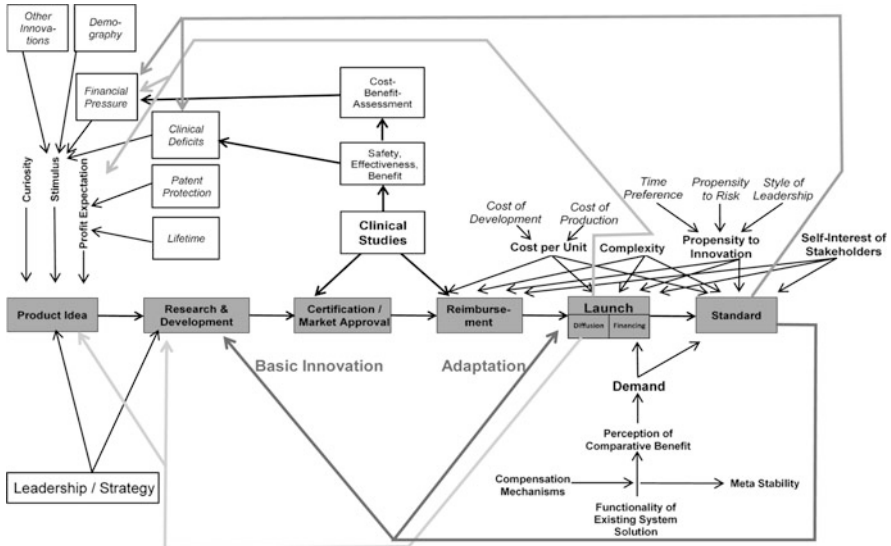 Other
Innova-
tions
Demo-
graphy
Financial
Pressure
Clinical
Deficits
Patent
Protection
Lifetime
Curiosity
Stimulus
Profit Expectation
Cost-
Benefit-
Assessment
Safety,
Effectiveness,
Benefit
Clinical
Studies
Cost of
Development
Cost of
Production
Cost per Unit
Complexity
Time
Preference
Propensity
to Risk
Style of
Leadership
Propensity to
Innovation
Self-Interest of
Stakeholders
Product Idea
Research &
Development
Certification /
Market Approval
Reimburse-
ment
Launch
Diffusion
Financing
Standard
Basic Innovation
Adaptation
Demand
Perception of
Comparative Benefit
Compensation
Mechanisms
Meta Stability
Functionality of
Existing System
Solution
Leadership / Strategy